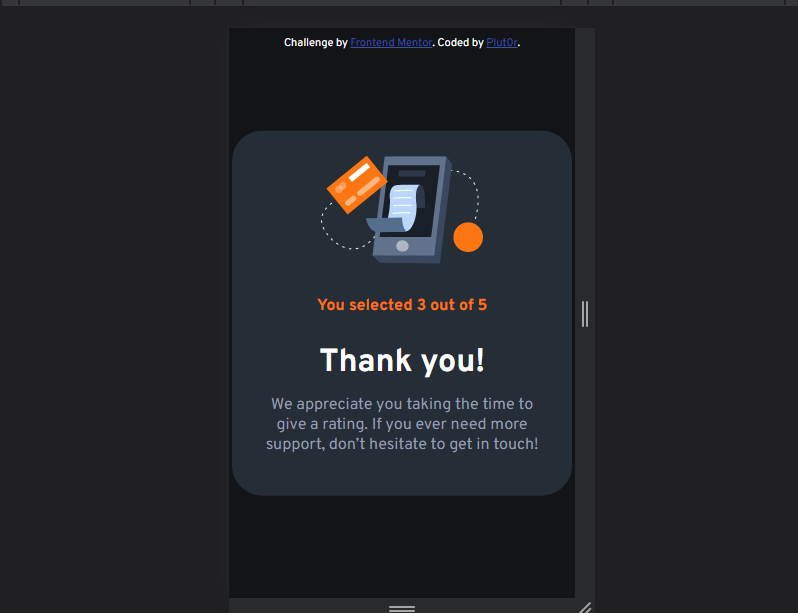 Challenge by Frontend Mentor. Coded by Plut0r.
You selected 3 out of 5
Thank you!
We appreciate you taking the time to
give a rating. If you ever need more
support, don’t hesitate to get in touch!